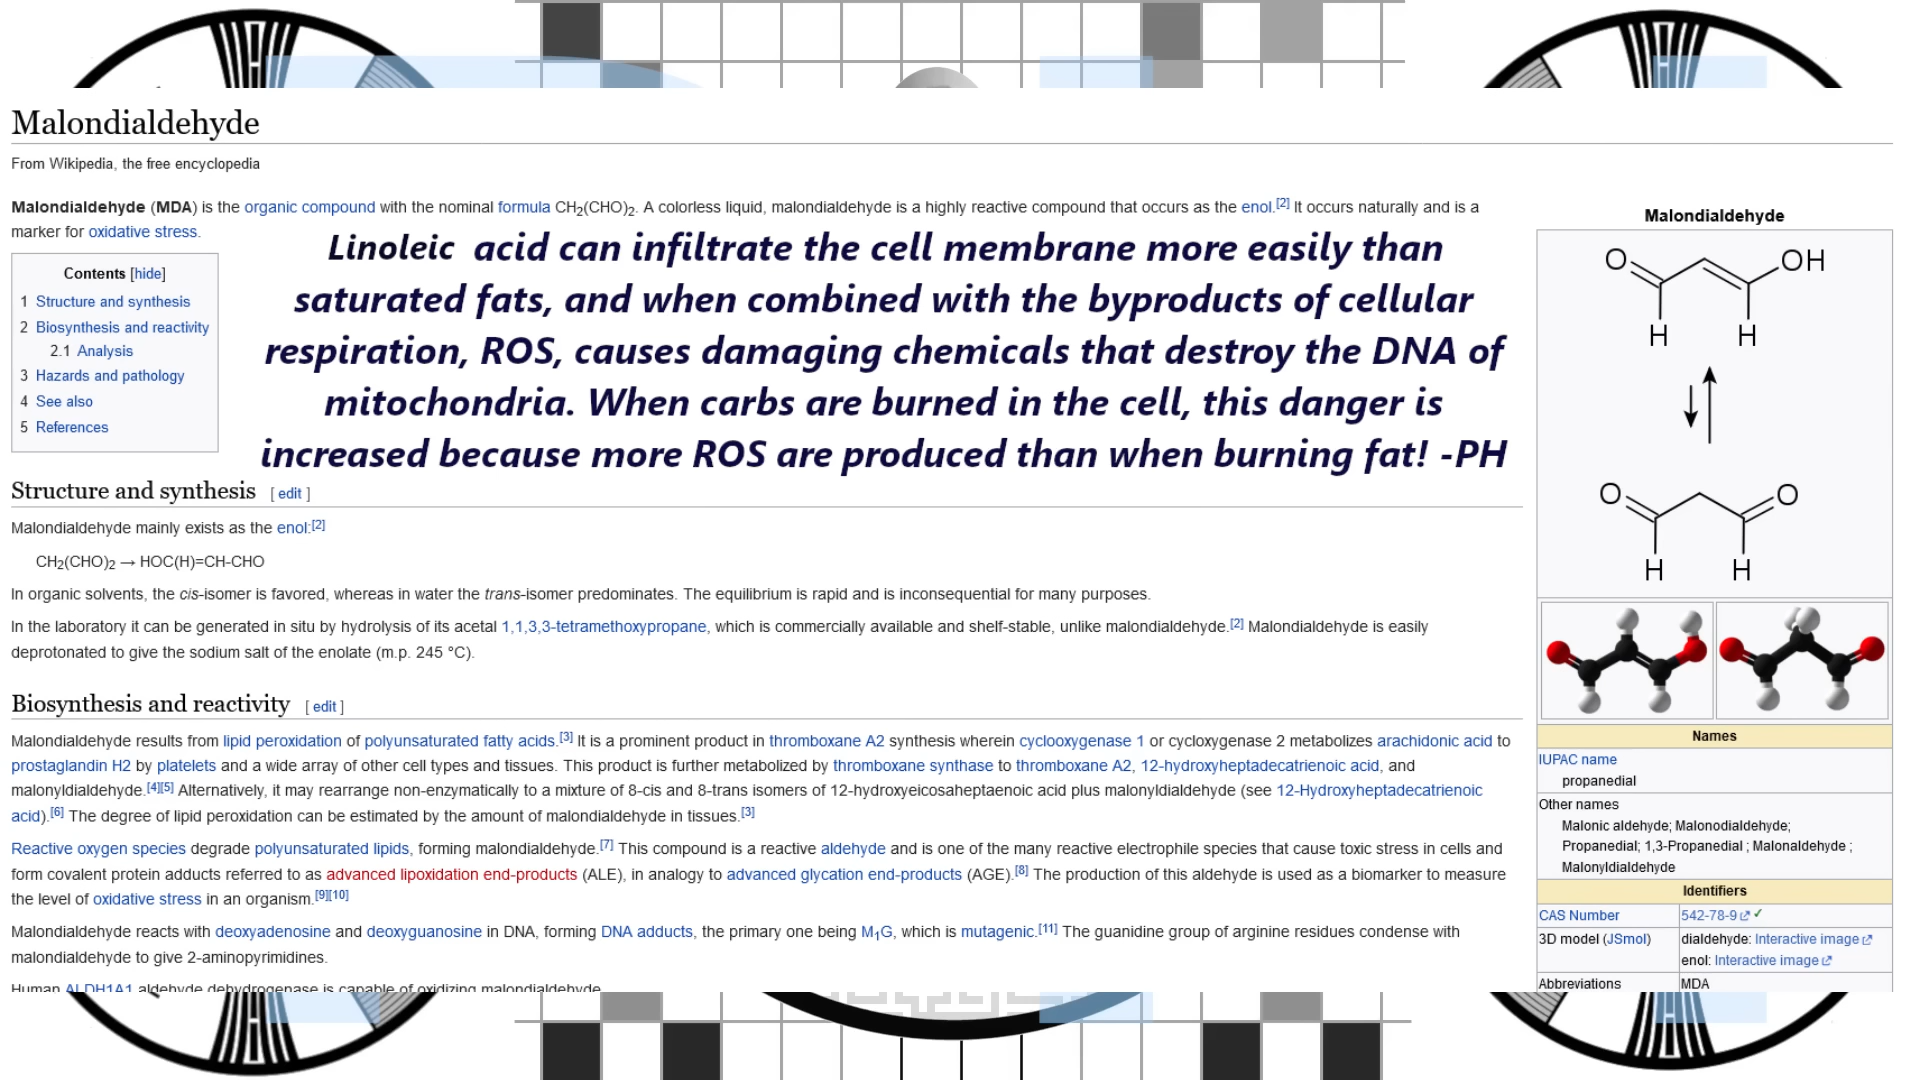 Malondialdehyde
From Wikipedia, the free encyclopedia
Malondialdehyde (MDA) is the organic compound with the nominal formula CH2(CHO)2. A colorless liquid, malondialdehyde is a highly reactive compound that occurs as the enol.[2] It occurs naturally and is a
marker for oxidative stress.
Linoleic acid can infiltrate the cell membrane more easily than
saturated fats, and when combined with the byproducts of cellular
respiration, ROS, causes damaging chemicals that destroy the DNA of
mitochondria. When carbs are burned in the cell, this danger is
increased because more ROS are produced than when burning fat! -PH
Contents [hide]
1 Structure and synthesis
2 Biosynthesis and reactivity
2.1 Analysis
3 Hazards and pathology
4 See also
5 References
Structure and synthesis [ edit ]
Malondialdehyde mainly exists as the enol:[2]
CH2(CHO)2 → HOC(H)=CH-CHO
In organic solvents, the cis-isomer is favored, whereas in water the trans-isomer predominates. The equilibrium is rapid and is inconsequential for many purposes.
In the laboratory it can be generated in situ by hydrolysis of its acetal 1,1,3,3-tetramethoxypropane, which is commercially available and shelf-stable, unlike malondialdehyde.[2] Malondialdehyde is easily
deprotonated to give the sodium salt of the enolate (m.p. 245 °C).
Biosynthesis and reactivity [ edit ]
Malondialdehyde results from lipid peroxidation of polyunsaturated fatty acids.[3] It is a prominent product in thromboxane A2 synthesis wherein cyclooxygenase 1 or cycloxygenase 2 metabolizes arachidonic acid to
prostaglandin H2 by platelets and a wide array of other cell types and tissues. This product is further metabolized by thromboxane synthase to thromboxane A2, 12-hydroxyheptadecatrienoic acid, and
malonyldialdehyde.[4][5] Alternatively, it may rearrange non-enzymatically to a mixture of 8-cis and 8-trans isomers of 12-hydroxyeicosaheptaenoic acid plus malonyldialdehyde (see 12-Hydroxyheptadecatrienoic
acid).[6] The degree of lipid peroxidation can be estimated by the amount of malondialdehyde in tissues.[3]
Reactive oxygen species degrade polyunsaturated lipids, forming malondialdehyde.[7] This compound is a reactive aldehyde and is one of the many reactive electrophile species that cause toxic stress in cells and
form covalent protein adducts referred to as advanced lipoxidation end-products (ALE), in analogy to advanced glycation end-products (AGE).[8] The production of this aldehyde is used as a biomarker to measure
the level of oxidative stress in an organism.[9][10]
Malondialdehyde reacts with deoxyadenosine and deoxyguanosine in DNA, forming DNA adducts, the primary one being M1G, which is mutagenic.[11] The guanidine group of arginine residues condense with
malondialdehyde to give 2-aminopyrimidines.
Human ALDH1A1 aldehyde dehydrogenase is capable of oxidizing malondialdehyde.
Malondialdehyde
O OH
H H
O O
H H
Names
IUPAC name
propanedial
Other names
Malonic aldehyde; Malonodialdehyde;
Propanedial; 1,3-Propanedial ; Malonaldehyde ;
Malonyldialdehyde
Identifiers
CAS Number 542-78-9 ✓
3D model (JSmol) dialdehyde: Interactive image
enol: Interactive image
Abbreviations MDA